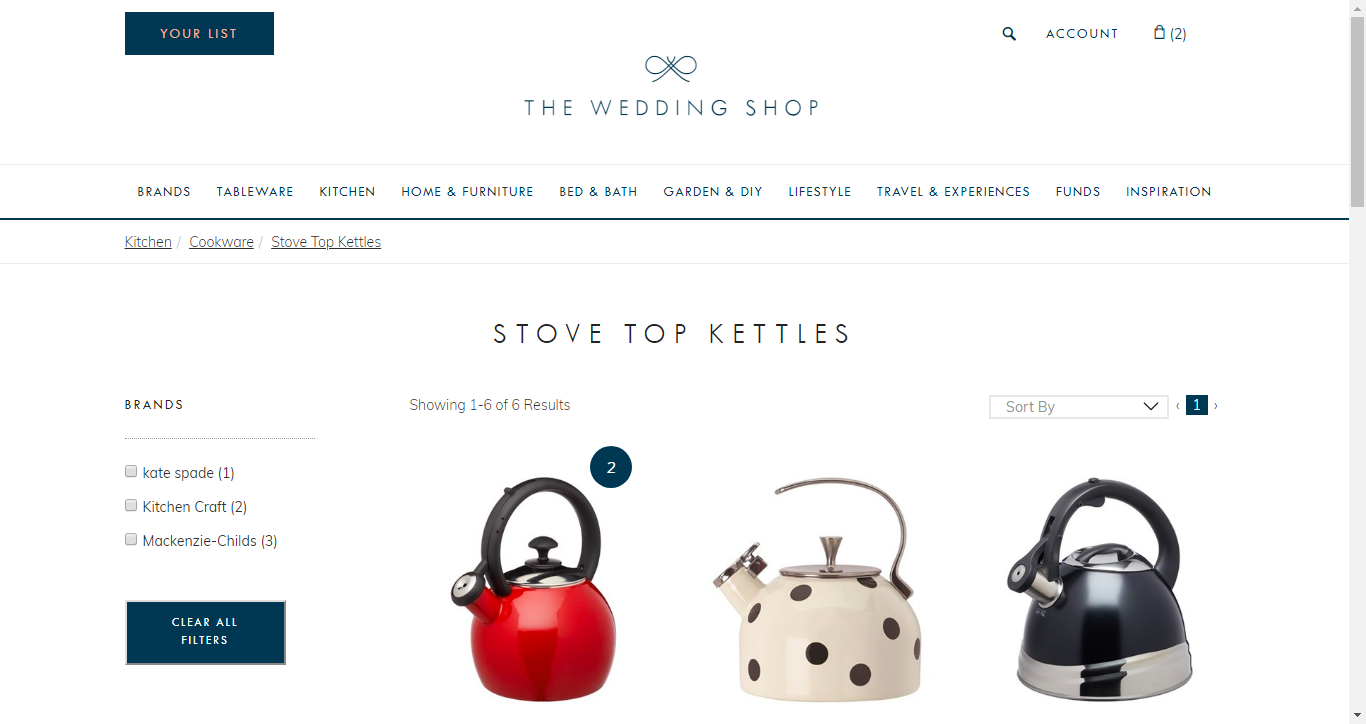 YOUR LIST
ACCOUNT
(2)
THE WEDDING SHOP
BRANDS TABLEWARE KITCHEN HOME & FURNITURE BED & BATH GARDEN & DIY LIFESTYLE TRAVEL & EXPERIENCES FUNDS INSPIRATION
Kitchen / Cookware / Stove Top Kettles
STOVE TOP KETTLES
BRANDS
Showing 1-6 of 6 Results
Sort By
‹ 1 ›
kate spade (1)
Kitchen Craft (2)
Mackenzie-Childs (3)
CLEAR ALL
FILTERS
2